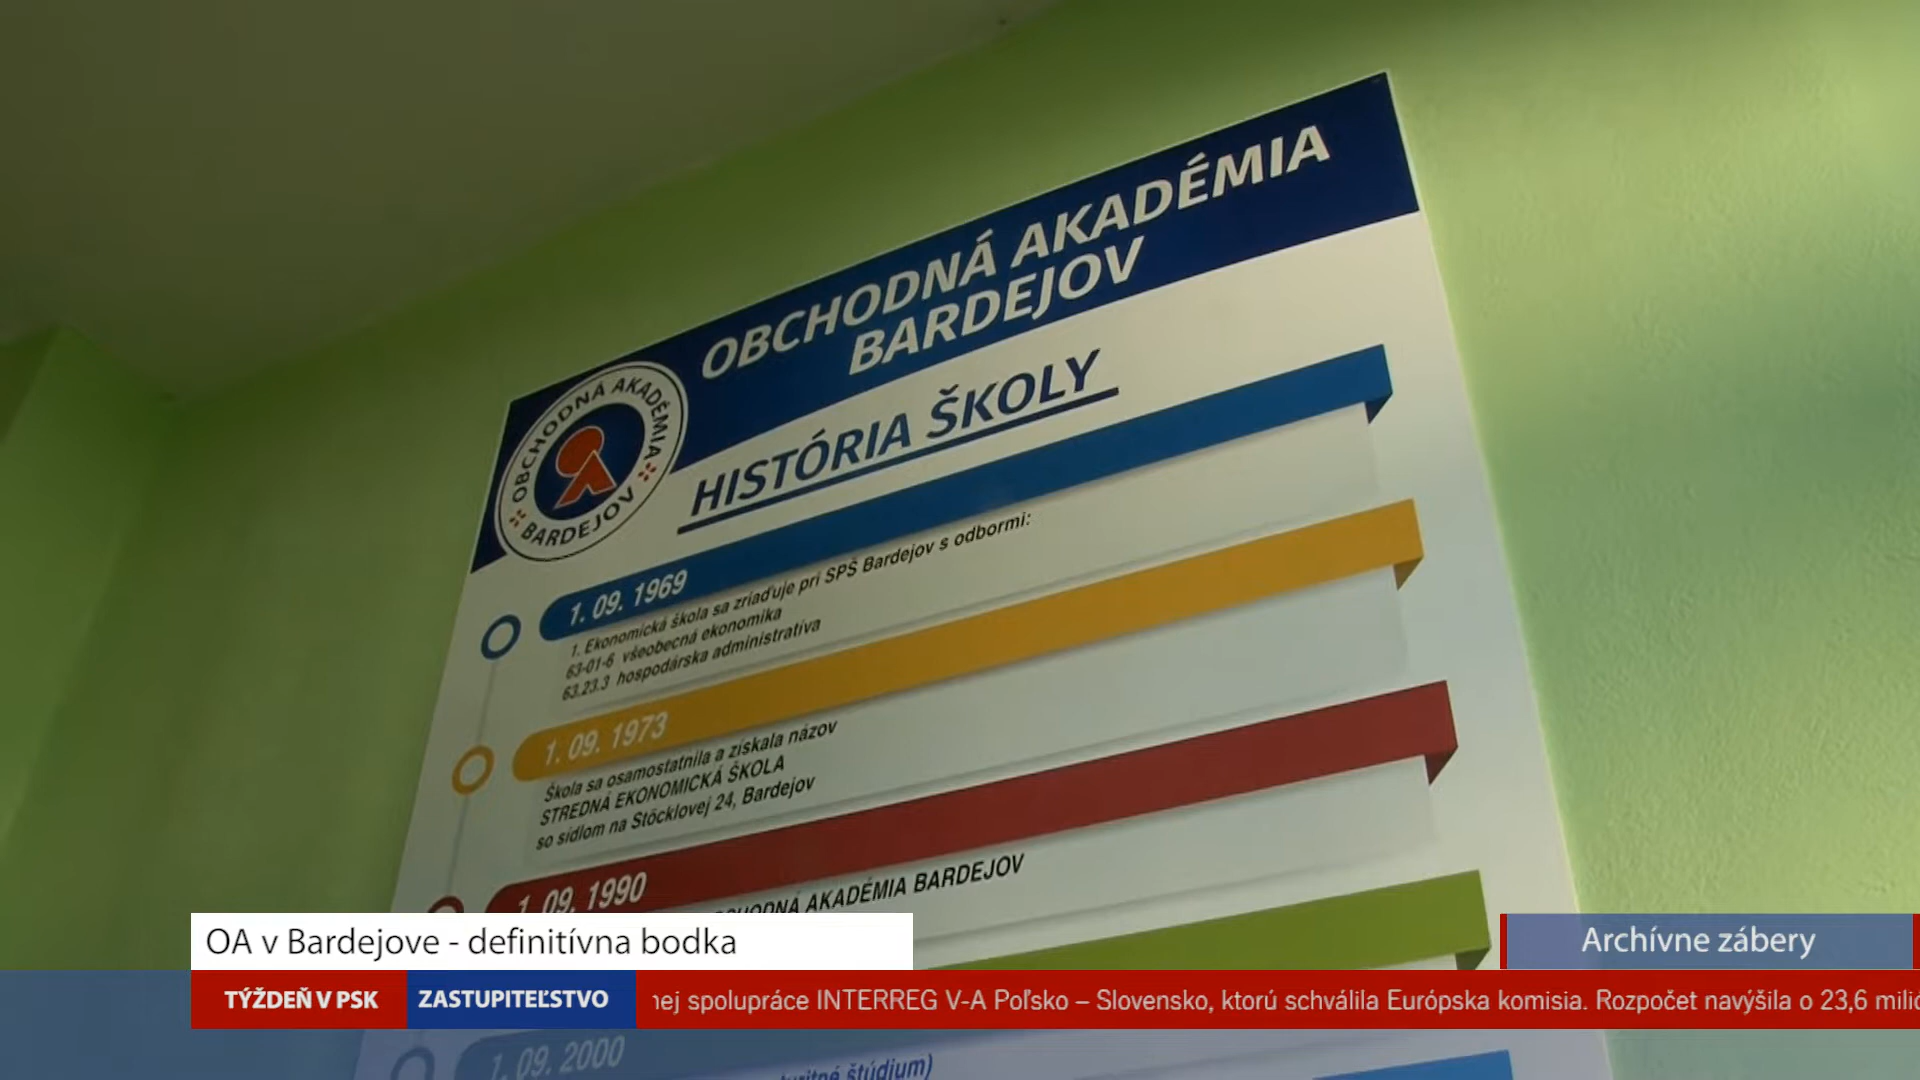 OBCHODNÁ AKADÉMIA
BARDEJOV
OBCHODNÁ AKADÉMIA
BARDEJOV
HISTÓRIA ŠKOLY
1. 09. 1969
1. Ekonomická škola sa zriaďuje pri SPŠ Bardejov s odbormi:
63-01-6 všeobecná ekonomika
63.23.3 hospodárska administratíva
1. 09. 1973
Škola sa osamostatnila a získala názov
STREDNÁ EKONOMICKÁ ŠKOLA
so sídlom na Stöcklovej 24, Bardejov
1. 09. 1990
AKADÉMIA BARDEJOV
OA v Bardejove - definitívna bodka
Archívne zábery
TÝŽDEŇ V PSK ZASTUPITEĽSTVO spolupráce INTERREG V-A Poľsko – Slovensko, ktorú schválila Európska komisia. Rozpočet navýšila o 23,6
1. 09. 2000
štúdium)